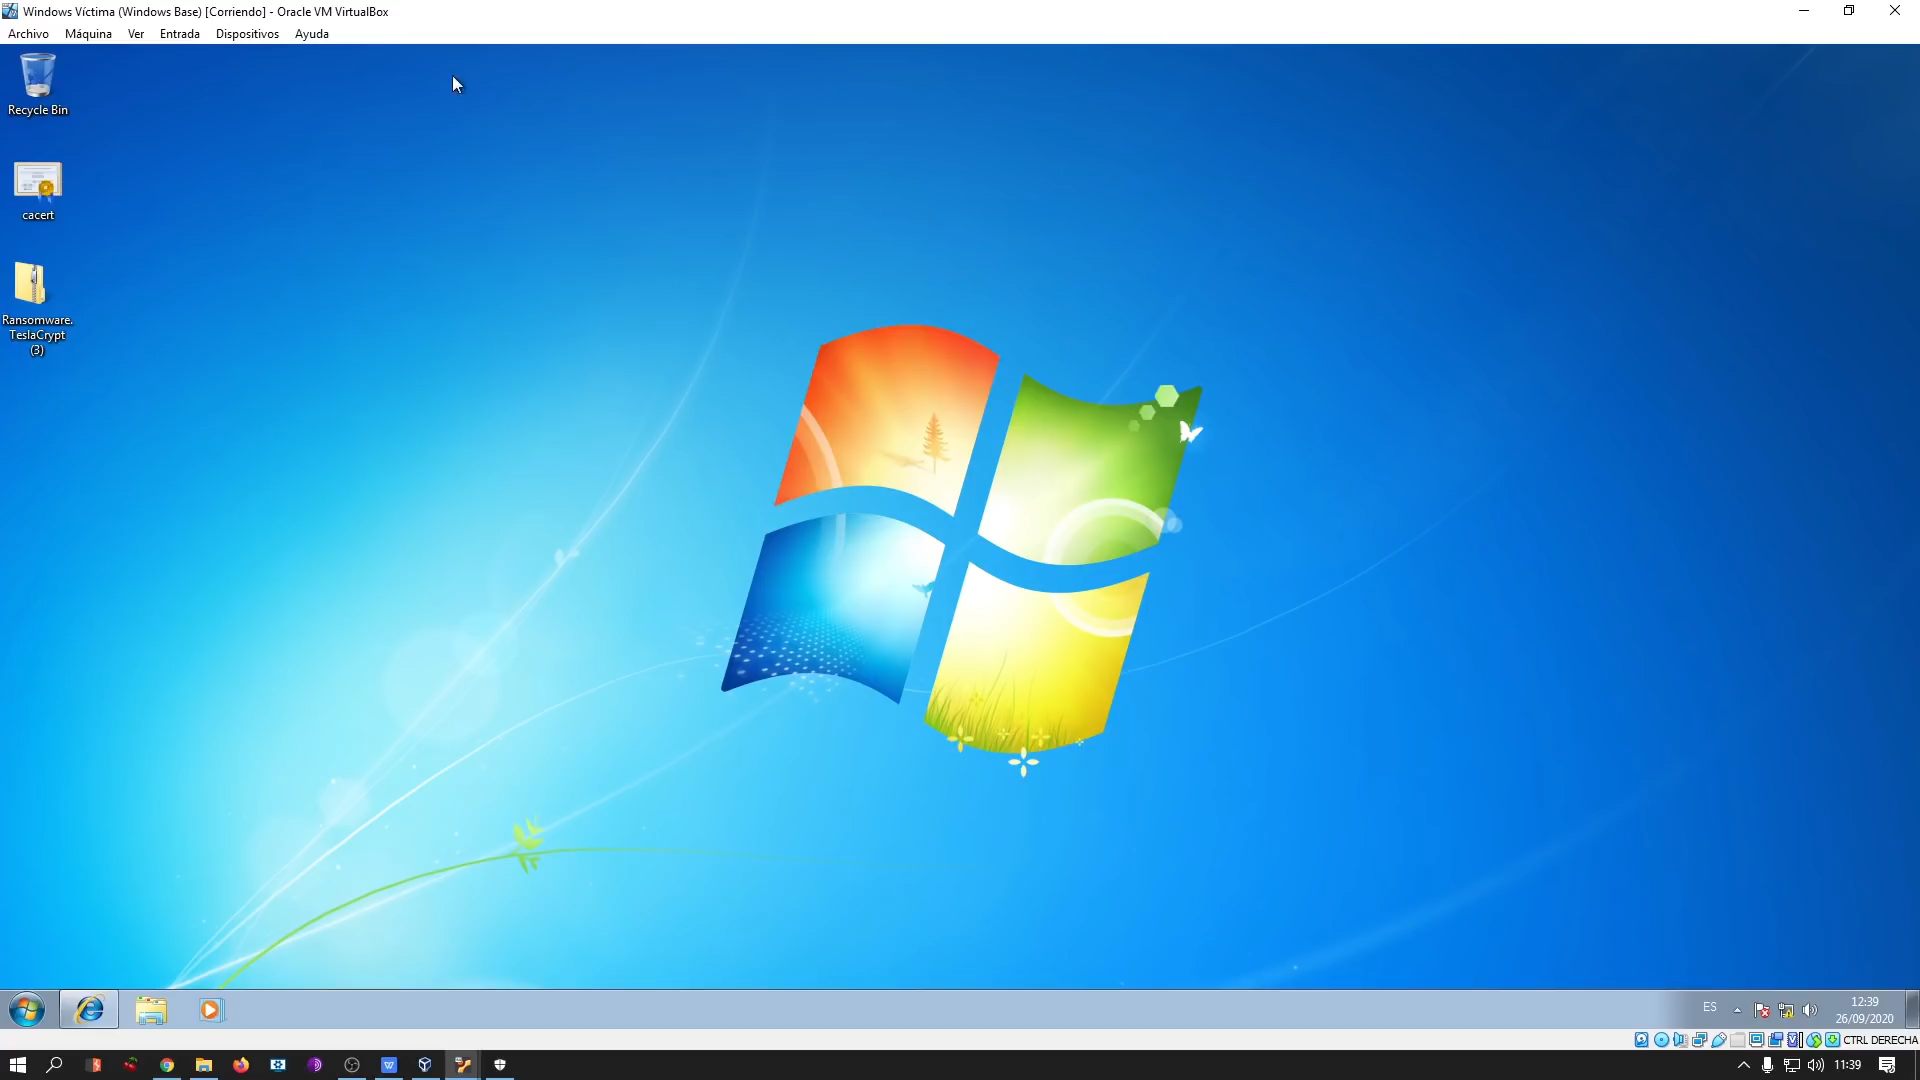 Windows Víctima (Windows Base) [Corriendo] - Oracle VM VirtualBox
Archivo Máquina Ver Entrada Dispositivos Ayuda
Recycle Bin
cacert
Ransomware.
TeslaCrypt
(3)
ES
12:39
26/09/2020
CTRL DERECHA
11:39